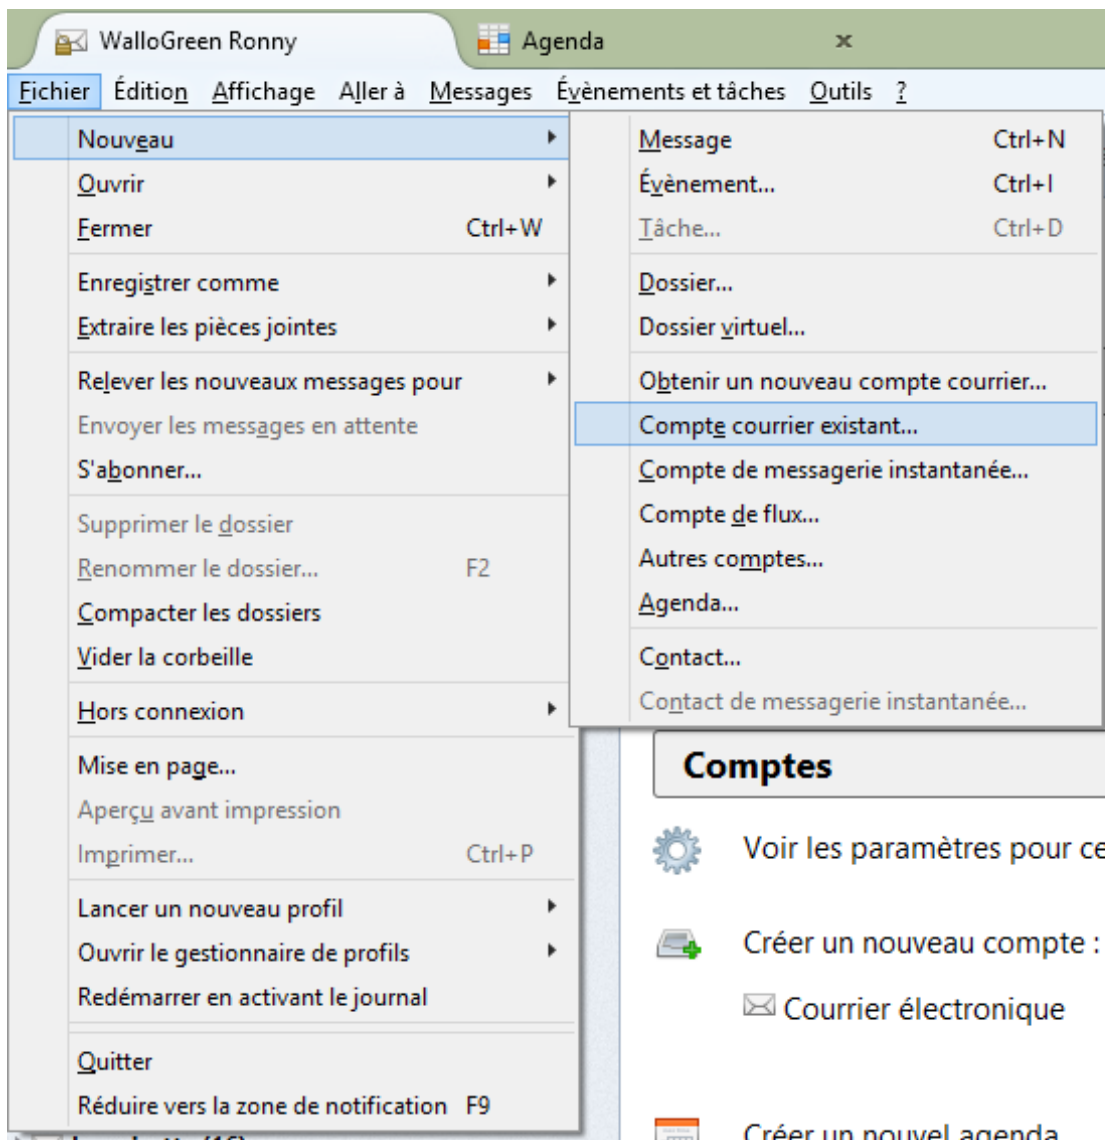 WalloGreen Ronny
Agenda
Fichier Édition Affichage Aller à Messages Évènements et tâches Outils ?
Nouveau
Ouvrir
Fermer Ctrl+W
Enregistrer comme
Extraire les pièces jointes
Relever les nouveaux messages pour
Envoyer les messages en attente
S'abonner...
Supprimer le dossier
Renommer le dossier... F2
Compacter les dossiers
Vider la corbeille
Hors connexion
Mise en page...
Aperçu avant impression
Imprimer... Ctrl+P
Lancer un nouveau profil
Ouvrir le gestionnaire de profils
Redémarrer en activant le journal
Quitter
Réduire vers la zone de notification F9
Message Ctrl+N
Évènement... Ctrl+I
Tâche... Ctrl+D
Dossier...
Dossier virtuel...
Obtenir un nouveau compte courrier...
Compte courrier existant...
Compte de messagerie instantanée...
Compte de flux...
Autres comptes...
Agenda...
Contact...
Contact de messagerie instantanée...
Comptes
Voir les paramètres pour ce
Créer un nouveau compte :
Courrier électronique
Créer un nouvel agenda